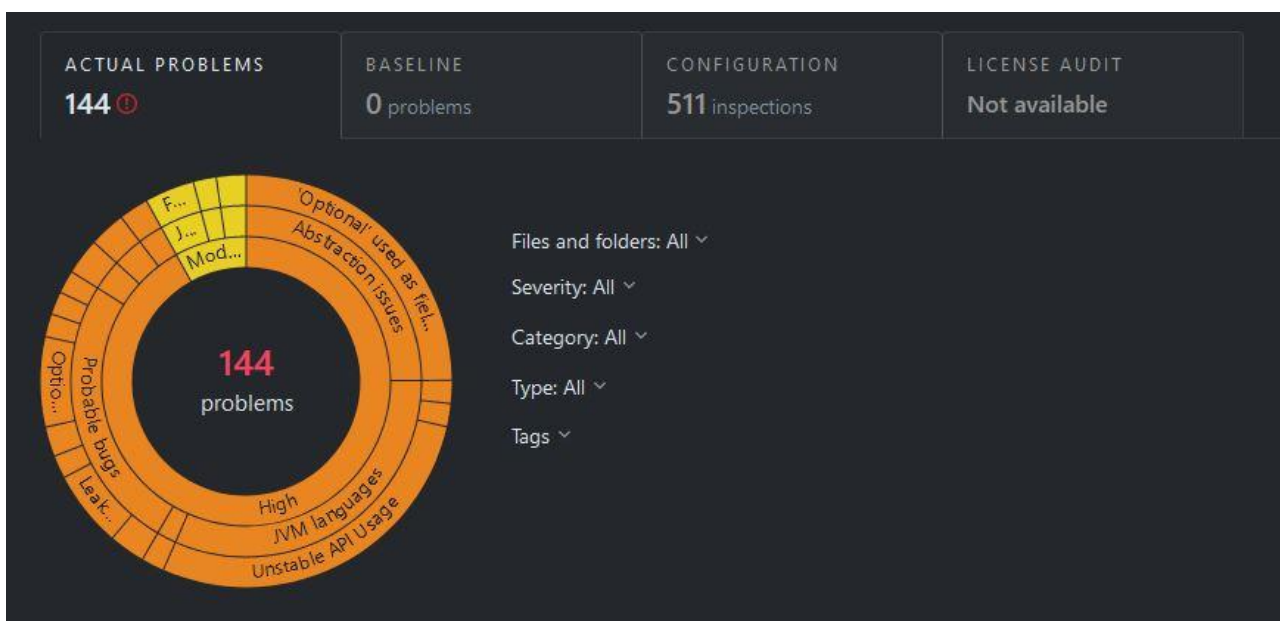 ACTUAL PROBLEMS
144
BASELINE
0 problems
CONFIGURATION
511 inspections
LICENSE AUDIT
Not available
'Optional' used as fiel...
Abstraction issues
F...
J...
Mod...
144
problems
Optio...
Probable bugs
Leak...
High
JVM languages
Unstable API Usage
Files and folders: All
Severity: All
Category: All
Type: All
Tags